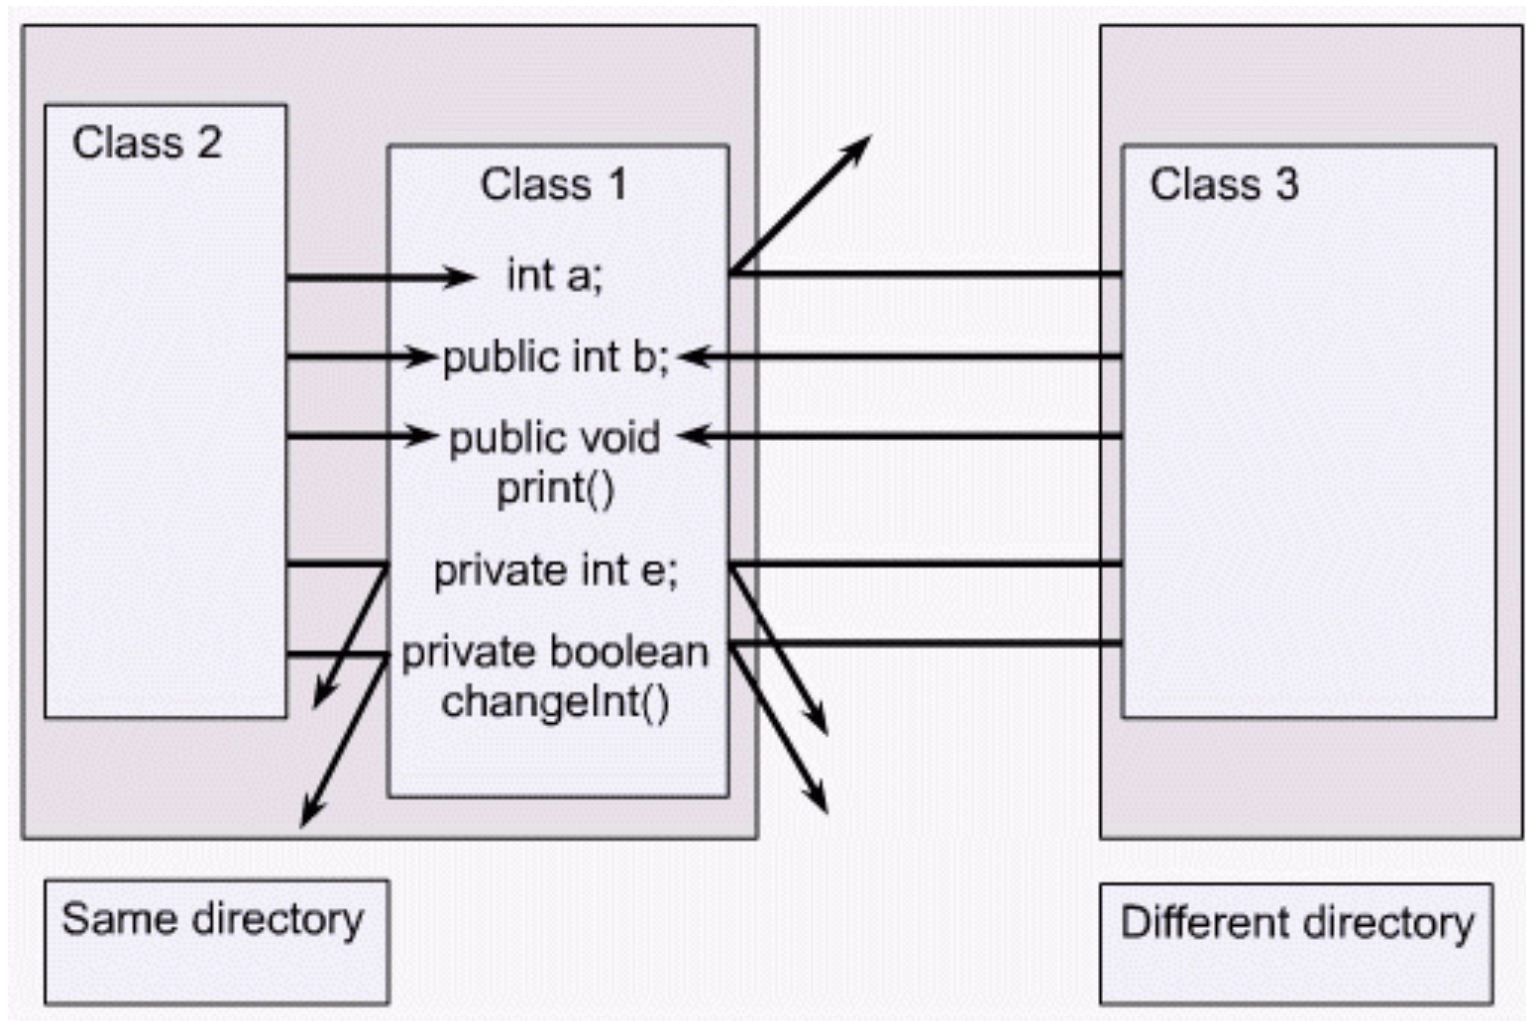 Class 2
Class 1
int a;
public int b;
public void
print()
private int e;
private boolean
changeInt()
Class 3
Same directory
Different directory